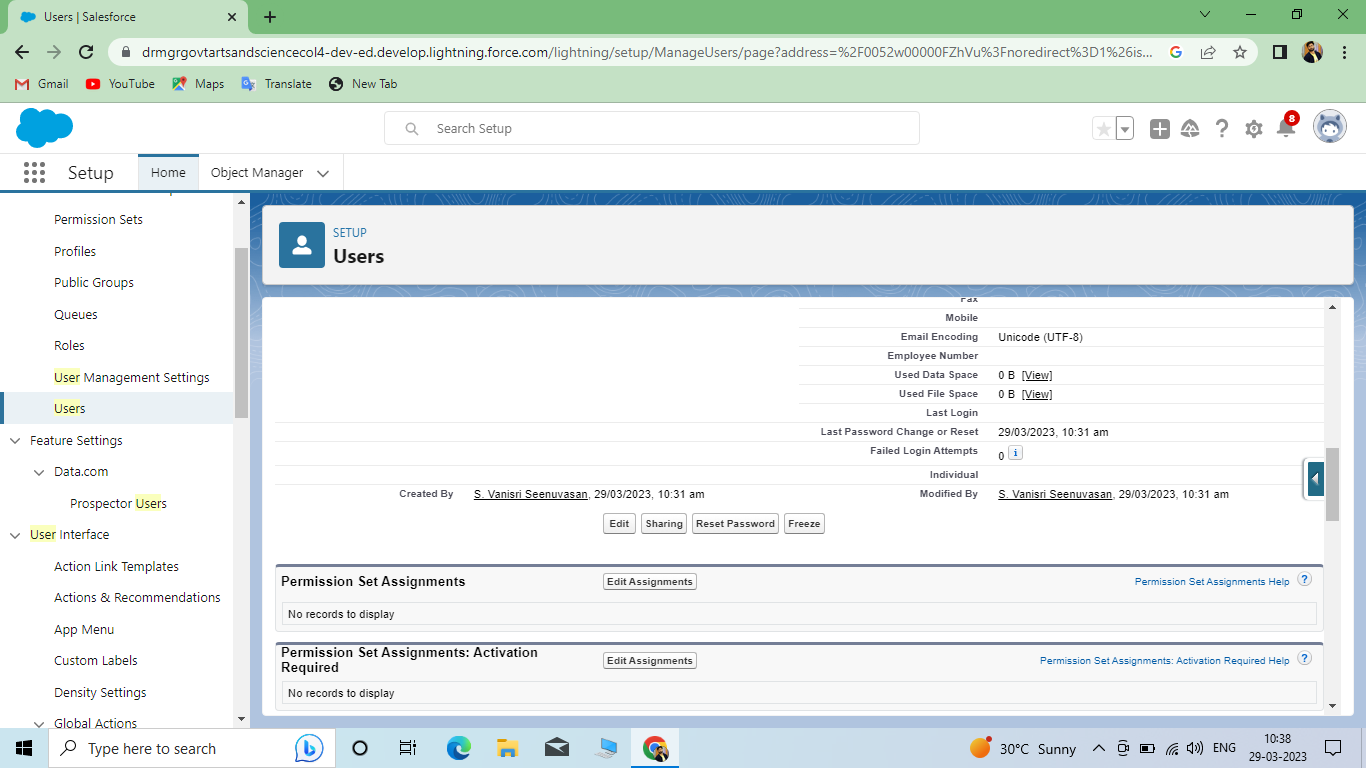 Users | Salesforce
drmgrgovtartsandsciencecol4-dev-ed.develop.lightning.force.com/lightning/setup/ManageUsers/page?address=%2F0052w00000FZhVu%3Fnoredirect%3D1%26is...
Gmail YouTube Maps Translate New Tab
Search Setup
8
Setup Home Object Manager
Permission Sets
Profiles
Public Groups
Queues
Roles
User Management Settings
Users
Feature Settings
Data.com
Prospector Users
User Interface
Action Link Templates
Actions & Recommendations
App Menu
Custom Labels
Density Settings
Global Actions
SETUP
Users
Fax
Mobile
Email Encoding Unicode (UTF-8)
Employee Number
Used Data Space 0 B [View]
Used File Space 0 B [View]
Last Login
Last Password Change or Reset 29/03/2023, 10:31 am
Failed Login Attempts 0 i
Individual
Created By S. Vanisri Seenuvasan, 29/03/2023, 10:31 am Modified By S. Vanisri Seenuvasan, 29/03/2023, 10:31 am
Edit Sharing Reset Password Freeze
Permission Set Assignments Edit Assignments Permission Set Assignments Help ?
No records to display
Permission Set Assignments: Activation
Required Edit Assignments Permission Set Assignments: Activation Required Help ?
No records to display
Type here to search
30°C Sunny ENG 10:38
29-03-2023